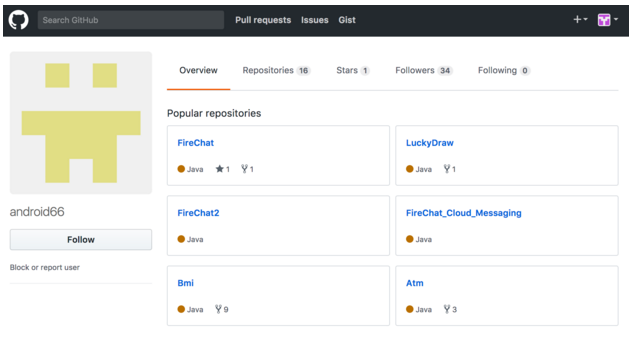 Search GitHub Pull requests Issues Gist
Overview Repositories 16 Stars 1 Followers 34 Following 0
Popular repositories
FireChat
Java 1 1
LuckyDraw
Java 1
FireChat2
Java
FireChat_Cloud_Messaging
Java
Bmi
Java 9
Atm
Java 3
android66
Follow
Block or report user